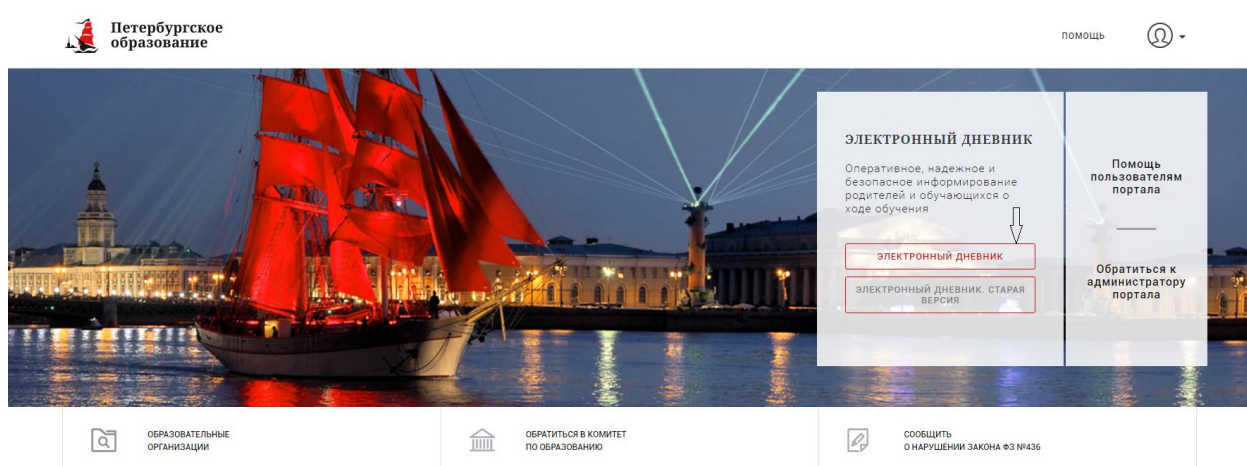 Петербургское
образование
помощь
ЭЛЕКТРОННЫЙ ДНЕВНИК
Оперативное, надежное и
безопасное информирование
родителей и обучающихся о
ходе обучения
ЭЛЕКТРОННЫЙ ДНЕВНИК
ЭЛЕКТРОННЫЙ ДНЕВНИК. СТАРАЯ
ВЕРСИЯ
Помощь
пользователям
портала
Обратиться к
администратору
портала
ОБРАЗОВАТЕЛЬНЫЕ
ОРГАНИЗАЦИИ
ОБРАТИТЬСЯ В КОМИТЕТ
ПО ОБРАЗОВАНИЮ
СООБЩИТЬ
О НАРУШЕНИИ ЗАКОНА ФЗ №436